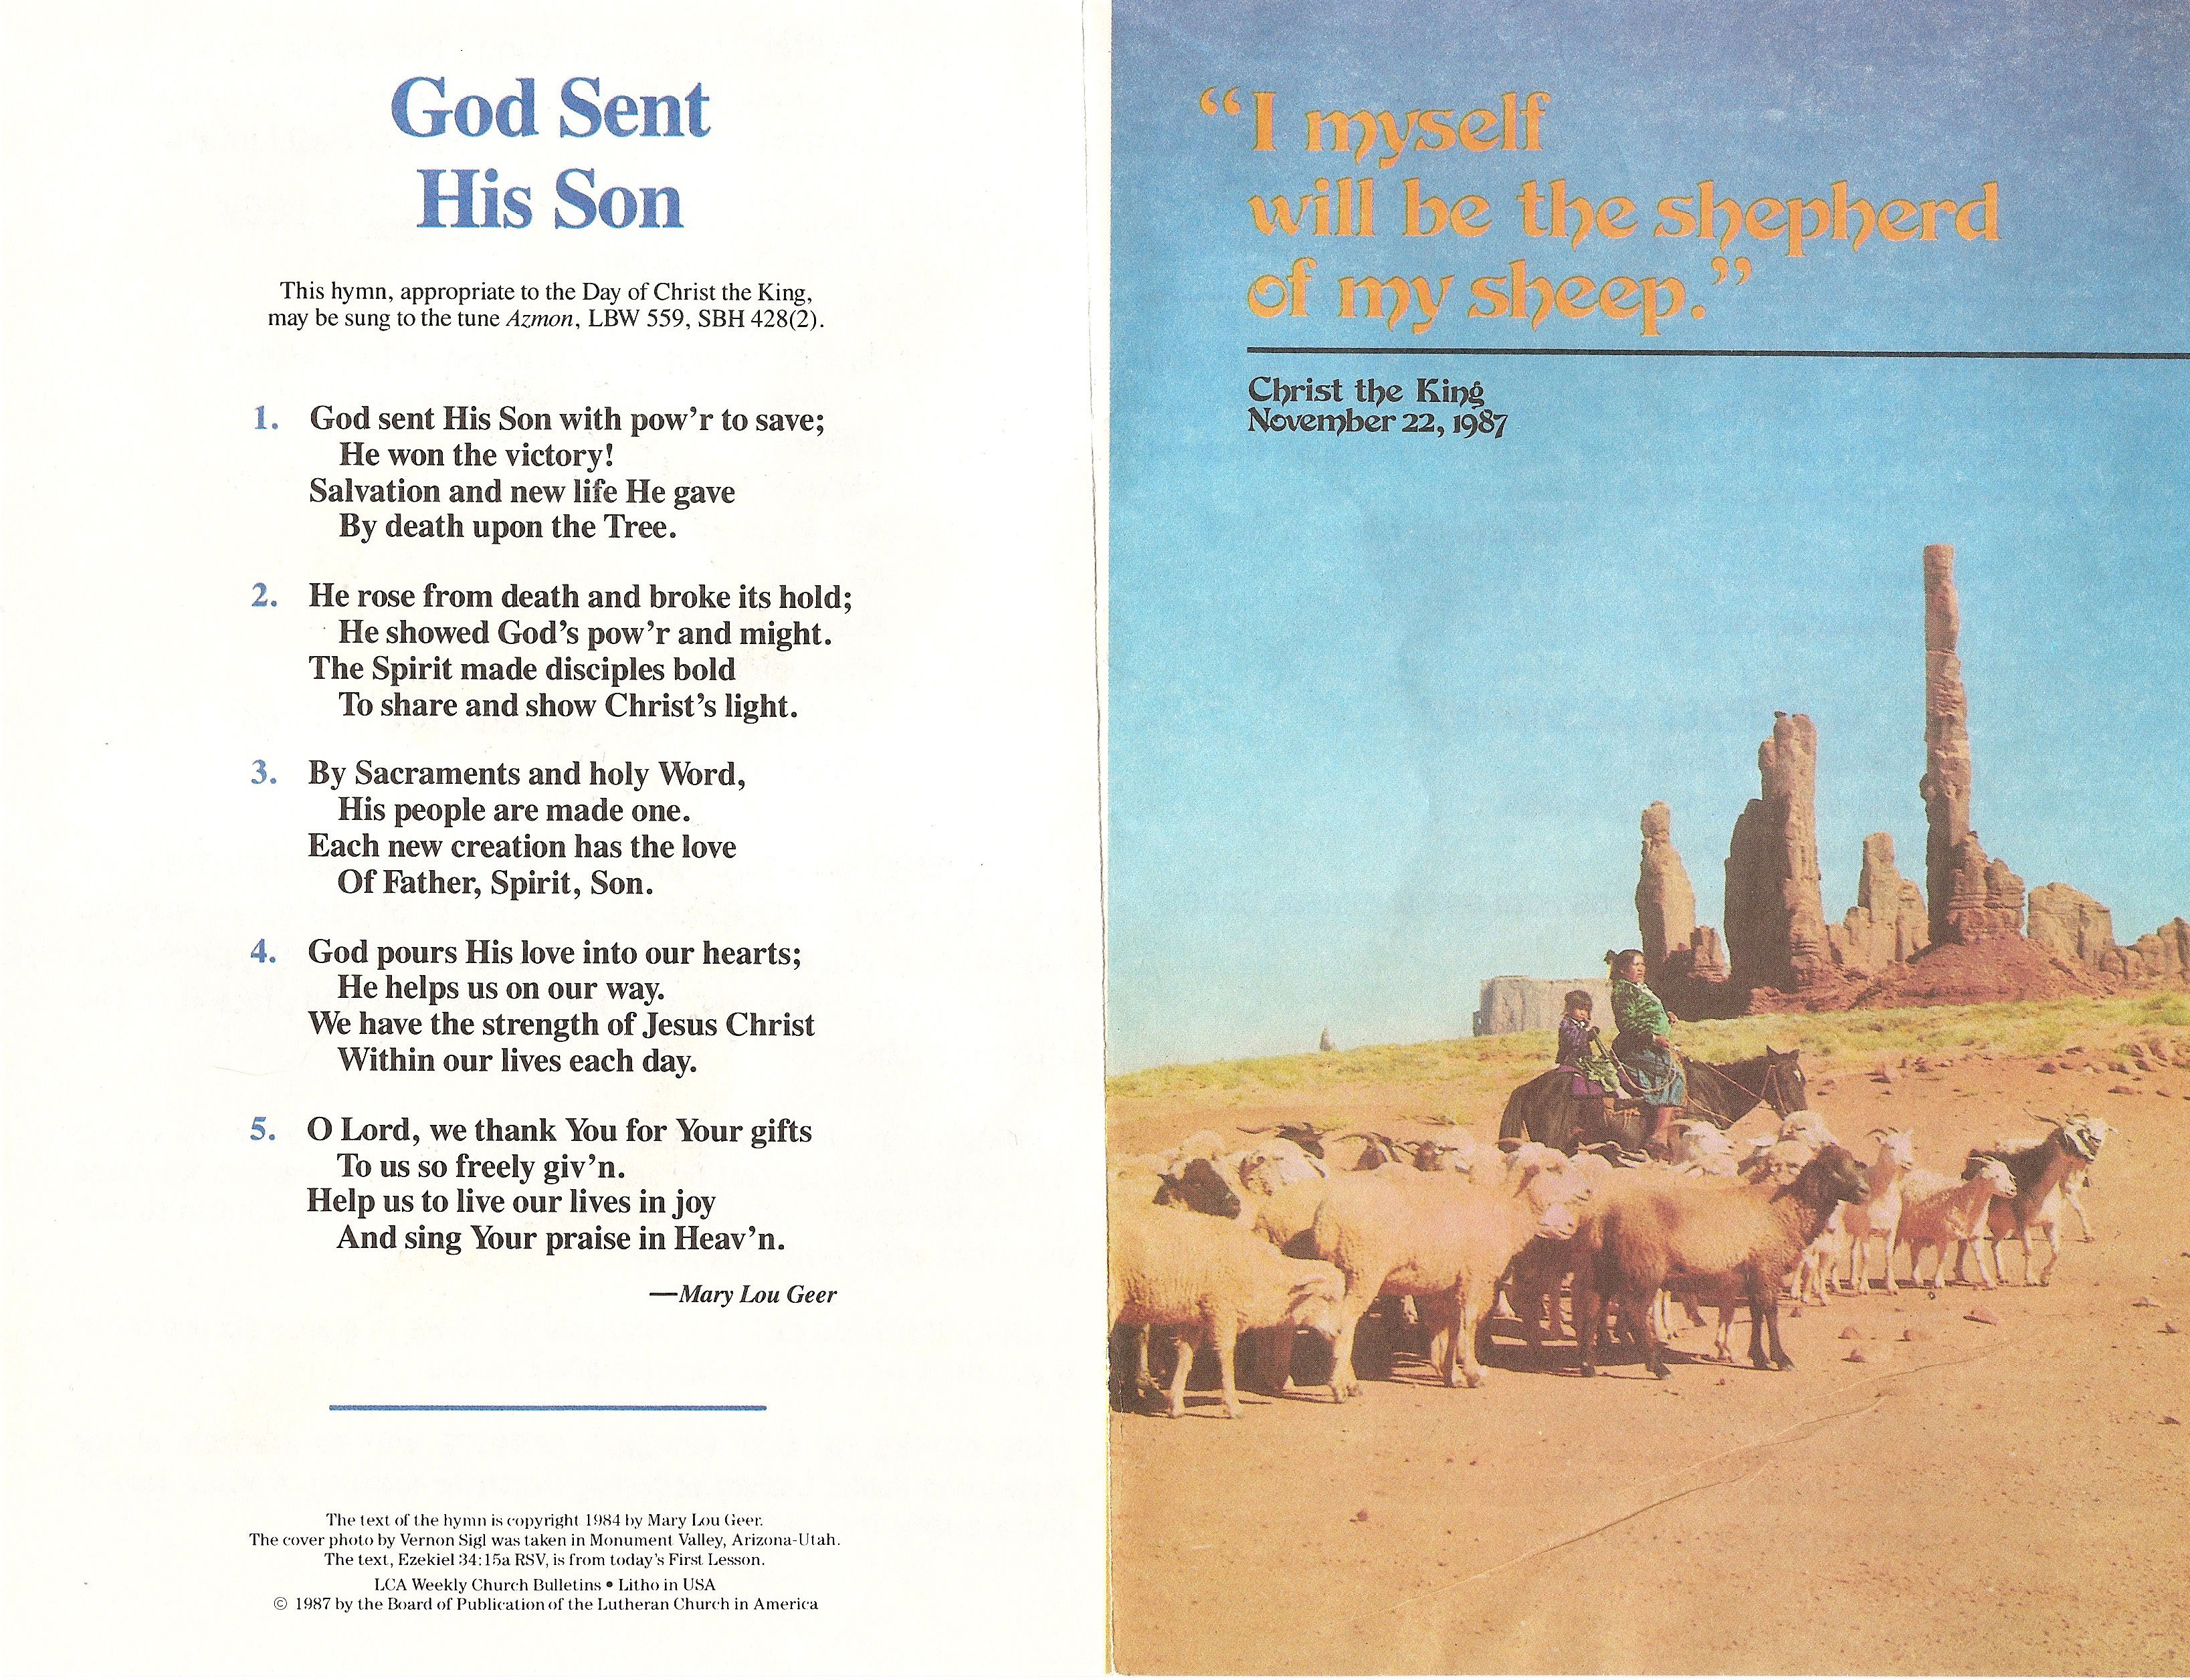 God Sent
His Son
This hymn, appropriate to the Day of Christ the King,
may be sung to the tune Azmon, LBW 559, SBH 428(2).
1. God sent His Son with pow’r to save;
He won the victory!
Salvation and new life He gave
By death upon the Tree.
2. He rose from death and broke its hold;
He showed God’s pow’r and might.
The Spirit made disciples bold
To share and show Christ’s light.
3. By Sacraments and holy Word,
His people are made one.
Each new creation has the love
Of Father, Spirit, Son.
4. God pours His love into our hearts;
He helps us on our way.
We have the strength of Jesus Christ
Within our lives each day.
5. O Lord, we thank You for Your gifts
To us so freely giv’n.
Help us to live our lives in joy
And sing Your praise in Heav’n.
—Mary Lou Geer
The text of the hymn is copyright 1984 by Mary Lou Geer.
The cover photo by Vernon Sigl was taken in Monument Valley, Arizona-Utah.
The text, Ezekiel 34:15a RSV, is from today’s First Lesson.
LCA Weekly Church Bulletins • Litho in USA
© 1987 by the Board of Publication of the Lutheran Church in America
“I myself
will be the shepherd
of my sheep.”
Christ the King
November 22, 1987